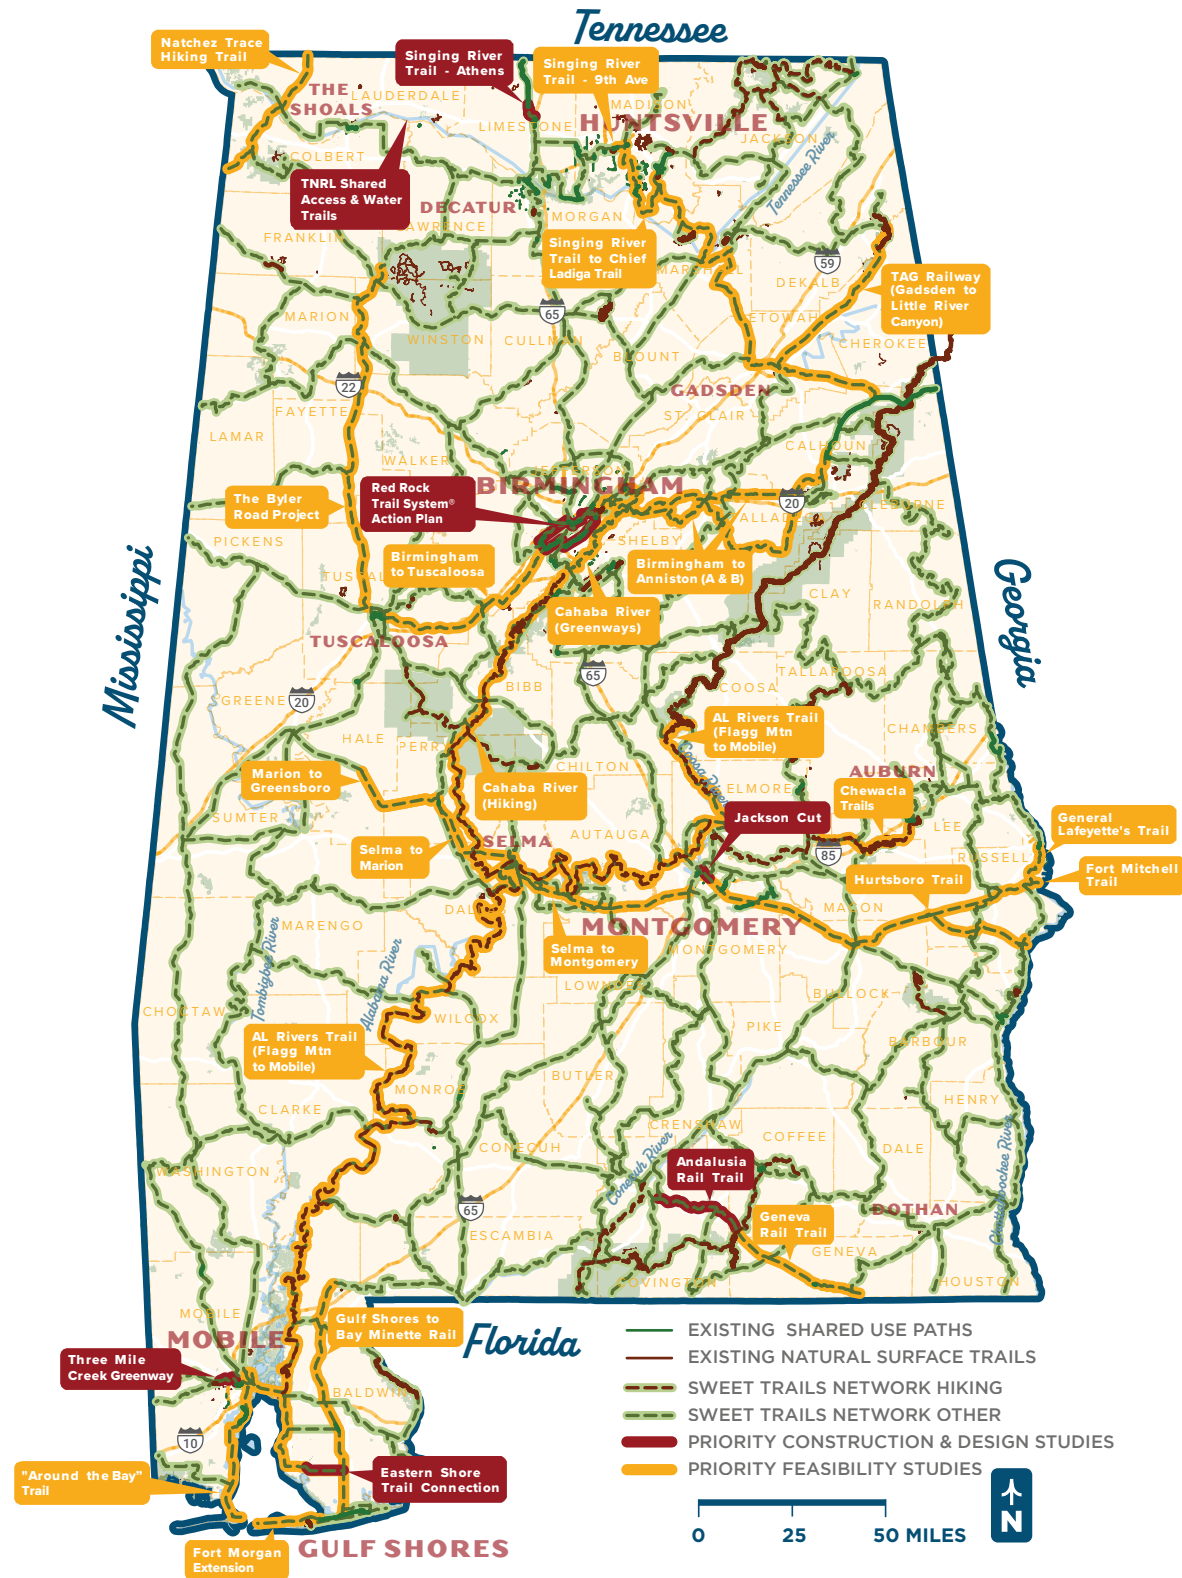 Tennessee
Natchez Trace
Hiking Trail
Singing River
Trail - Athens
Singing River
Trail - 9th Ave
THE
SHOALS
LAUDERDALE
MADISON
LIMESTONE
HUNTSVILLE
JACKSON
COLBERT
Tennessee River
TNRL Shared
Access & Water
Trails
DECATUR
MORGAN
LAWRENCE
FRANKLIN
Singing River
Trail to Chief
Ladiga Trail
MARSHALL
59
DEKALB
TAG Railway
(Gadsden to
Little River
Canyon)
MARION
65
ETOWAH
WINSTON
CULLMAN
CHEROKEE
BLOUNT
22
GADSDEN
FAYETTE
ST. CLAIR
LAMAR
CALHOUN
WALKER
JEFFERSON
BIRMINGHAM
Red Rock
Trail System®
Action Plan
The Byler
Road Project
20
CLEBURNE
TALLADEGA
PICKENS
SHELBY
Birmingham
to Tuscaloosa
Birmingham to
Anniston (A & B)
Mississippi
Georgia
CLAY
RANDOLPH
Cahaba River
(Greenways)
TUSCALOOSA
65
TALLAPOOSA
BIBB
COOSA
GREENE
20
AL Rivers Trail
(Flagg Mtn
to Mobile)
CHAMBERS
HALE
PERRY
Coosa River
CHILTON
AUBURN
Marion to
Greensboro
Cahaba River
(Hiking)
ELMORE
Chewacla
Trails
SUMTER
Jackson Cut
General
Lafeyette's Trail
LEE
SELMA
AUTAUGA
Selma to
Marion
85
RUSSELL
Fort Mitchell
Trail
Hurtsboro Trail
DALLAS
MACON
MARENGO
MONTGOMERY
Selma to
Montgomery
MONTGOMERY
Tombigbee River
Alabama River
LOWNDES
BULLOCK
CHOCTAW
WILCOX
PIKE
AL Rivers Trail
(Flagg Mtn
to Mobile)
BARBOUR
BUTLER
MONROE
HENRY
CLARKE
CRENSHAW
COFFEE
CONECUH
DALE
Conecuh River
Chattahoochee River
WASHINGTON
Andalusia
Rail Trail
65
DOTHAN
Geneva
Rail Trail
ESCAMBIA
GENEVA
COVINGTON
HOUSTON
MOBILE
MOBILE
Gulf Shores to
Bay Minette Rail
Florida
Three Mile
Creek Greenway
BALDWIN
10
"Around the Bay"
Trail
Eastern Shore
Trail Connection
Fort Morgan
Extension
GULF SHORES
EXISTING SHARED USE PATHS
EXISTING NATURAL SURFACE TRAILS
SWEET TRAILS NETWORK HIKING
SWEET TRAILS NETWORK OTHER
PRIORITY CONSTRUCTION & DESIGN STUDIES
PRIORITY FEASIBILITY STUDIES
0 25 50 MILES
N